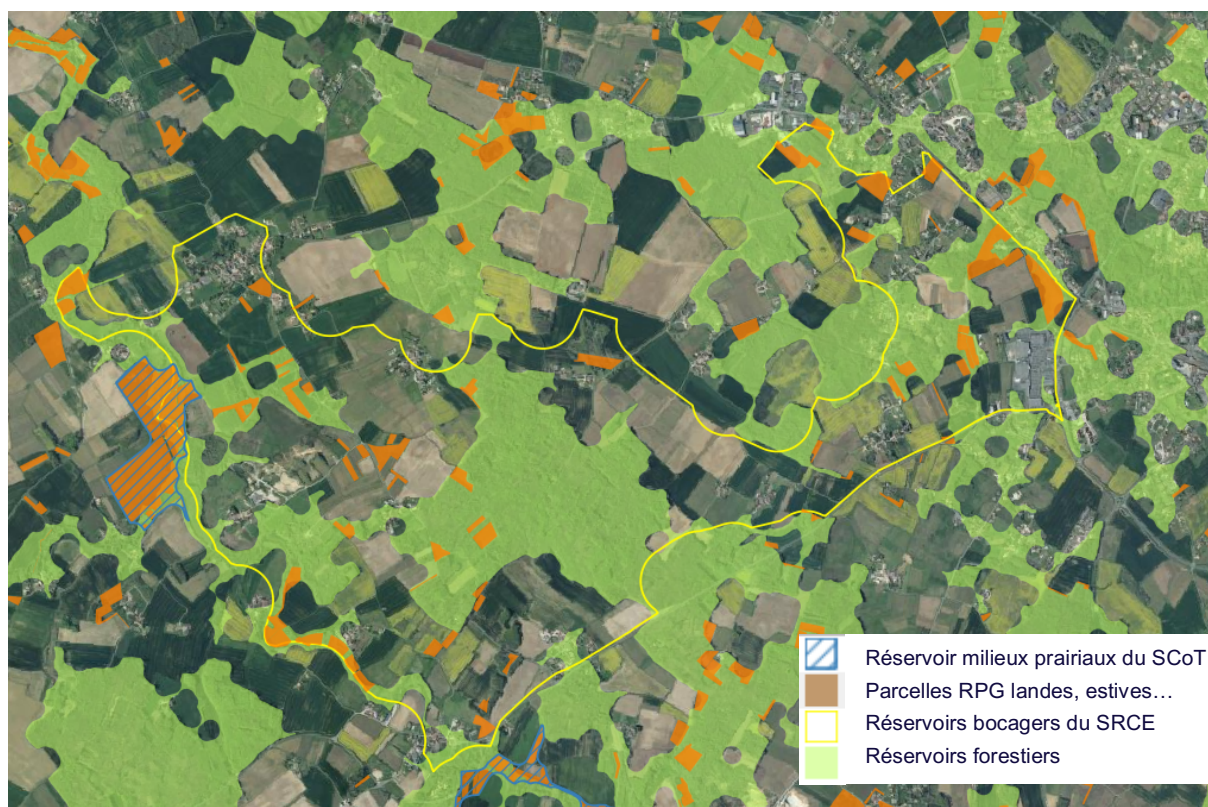 Réservoir milieux prairiaux du SCoT
Parcelles RPG landes, estives…
Réservoirs bocagers du SRCE
Réservoirs forestiers